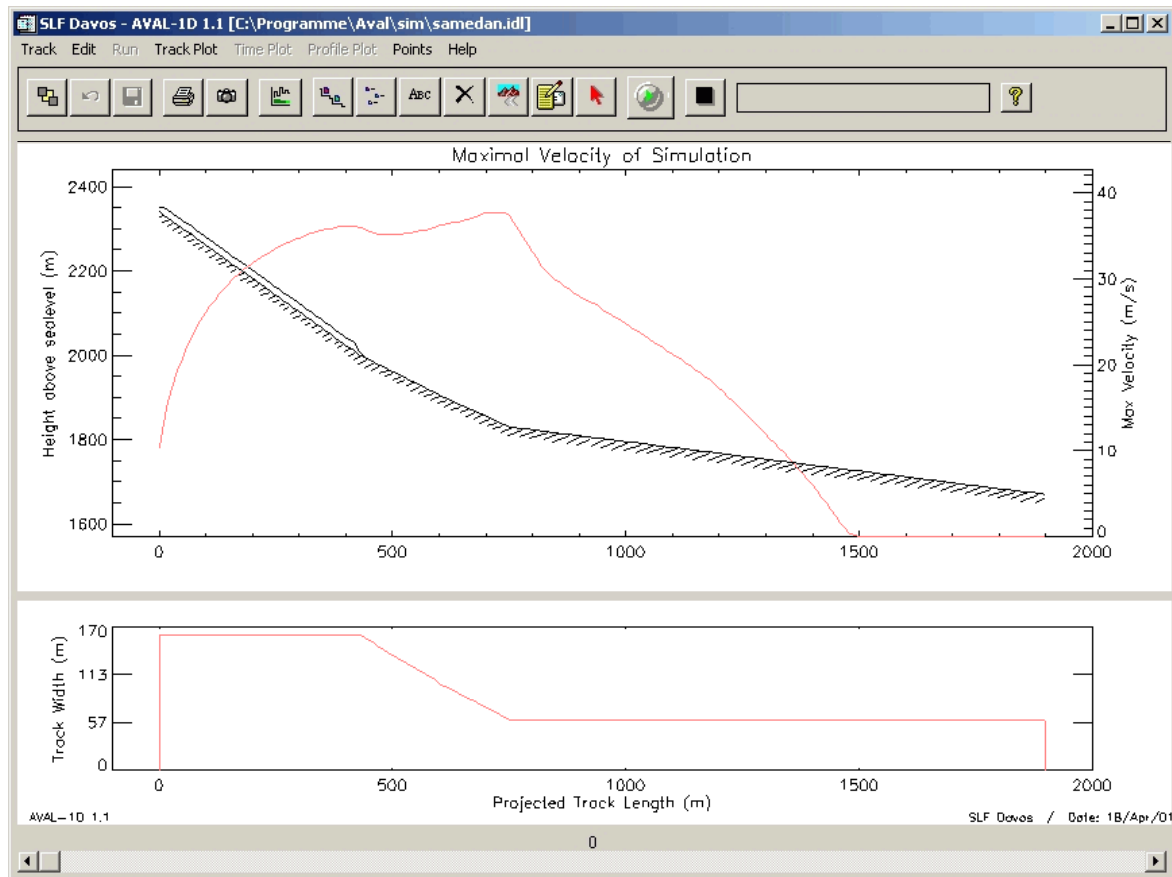 SLF Davos - AVAL-1D 1.1 [C:\Programme\Aval\sim\samedan.idl]
Track Edit Run Track Plot Time Plot Profile Plot Points Help
ABC
?
Maximal Velocity of Simulation
Height above sealevel (m)
2400
2200
2000
1800
1600
40
30
20
10
0
Max Velocity (m/s)
0 500 1000 1500 2000
Track Width (m)
170
113
57
0
0 500 1000 1500 2000
Projected Track Length (m)
AVAL-1D 1.1
SLF Davos / Date: 18/Apr/01
0